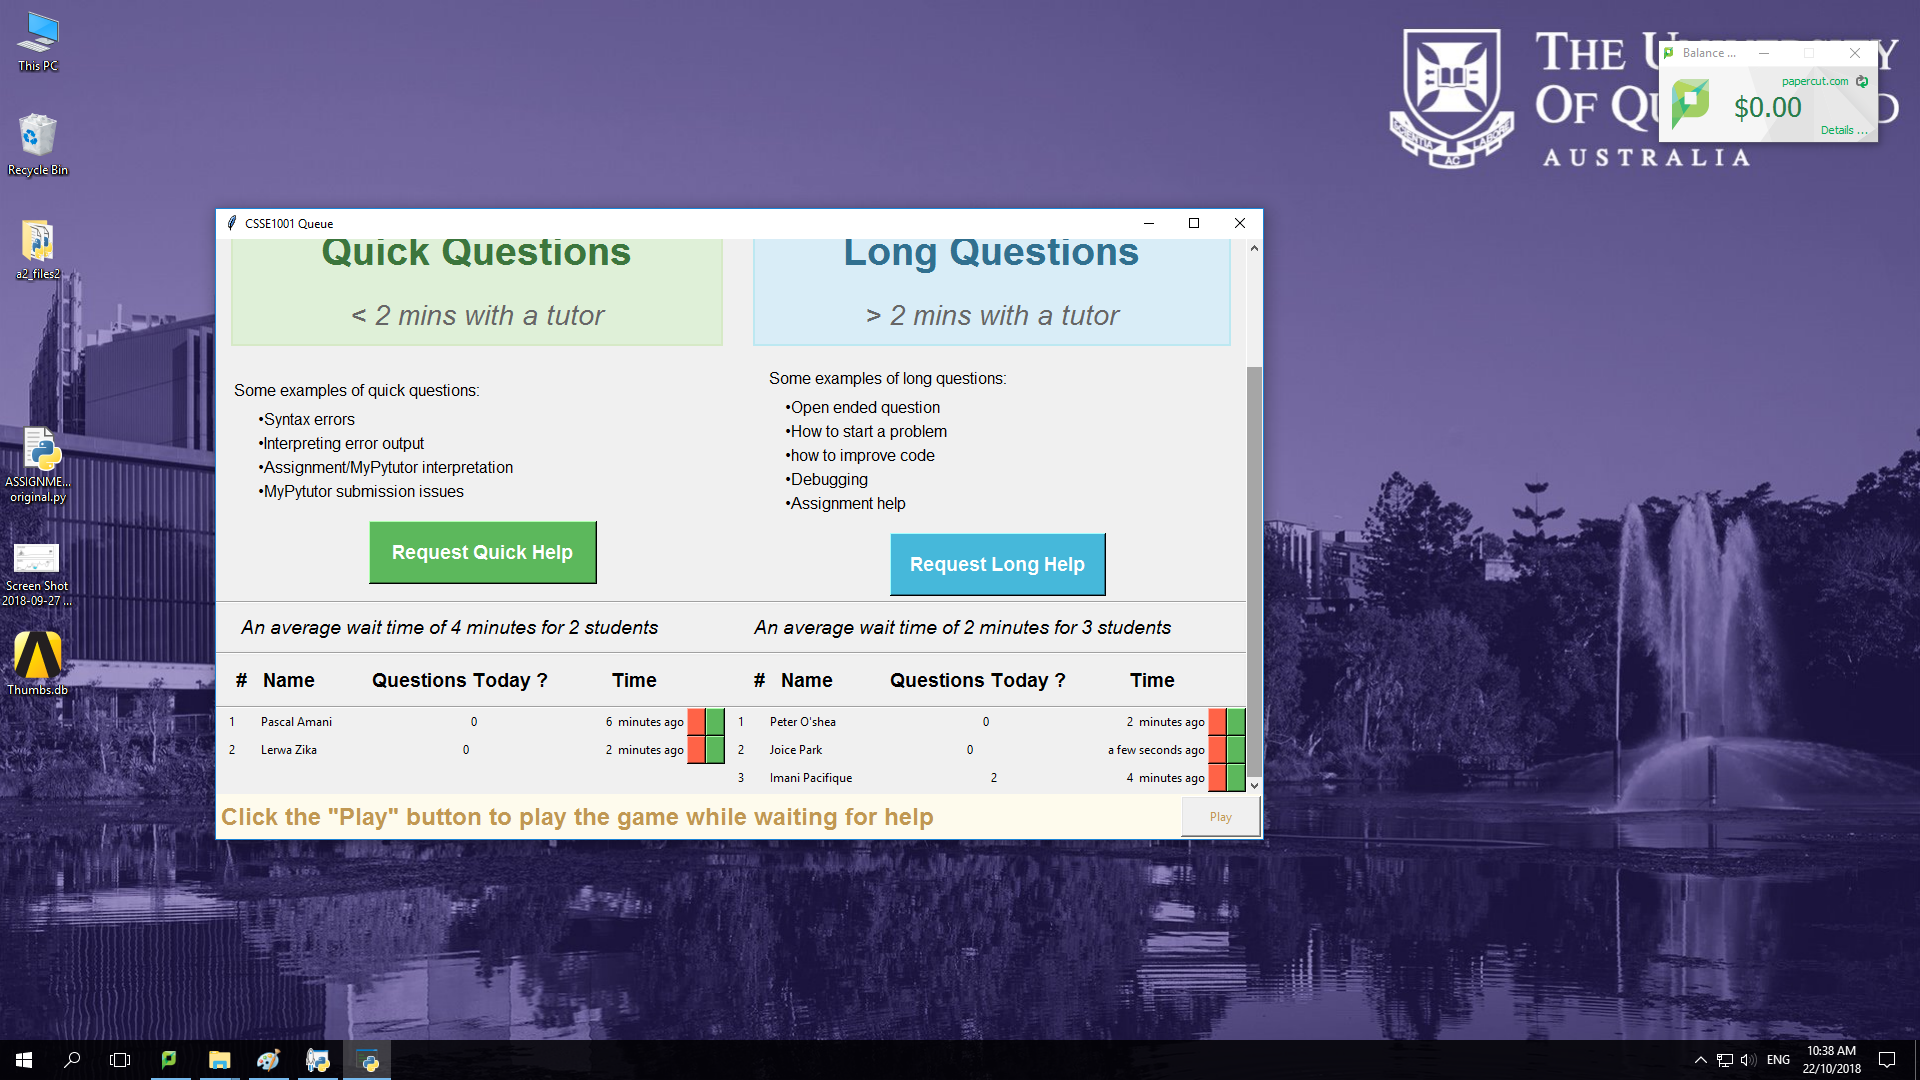 This PC
Recycle Bin
a2_files2
ASSIGNME...
original.py
Screen Shot
2018-09-27 ...
Thumbs.db
THE
OF
AUSTRALIA
SCIENTIA AC LABORE
Balance ...
papercut.com
$0.00
Details ...
CSSE1001 Queue
Quick Questions
< 2 mins with a tutor
Some examples of quick questions:
•Syntax errors
•Interpreting error output
•Assignment/MyPytutor interpretation
•MyPytutor submission issues
Request Quick Help
An average wait time of 4 minutes for 2 students
# Name Questions Today ? Time
1 Pascal Amani 0 6 minutes ago
2 Lerwa Zika 0 2 minutes ago
Long Questions
> 2 mins with a tutor
Some examples of long questions:
•Open ended question
•How to start a problem
•how to improve code
•Debugging
•Assignment help
Request Long Help
An average wait time of 2 minutes for 3 students
# Name Questions Today ? Time
1 Peter O'shea 0 2 minutes ago
2 Joice Park 0 a few seconds ago
3 Imani Pacifique 2 4 minutes ago
Click the "Play" button to play the game while waiting for help
Play
ENG
10:38 AM
22/10/2018